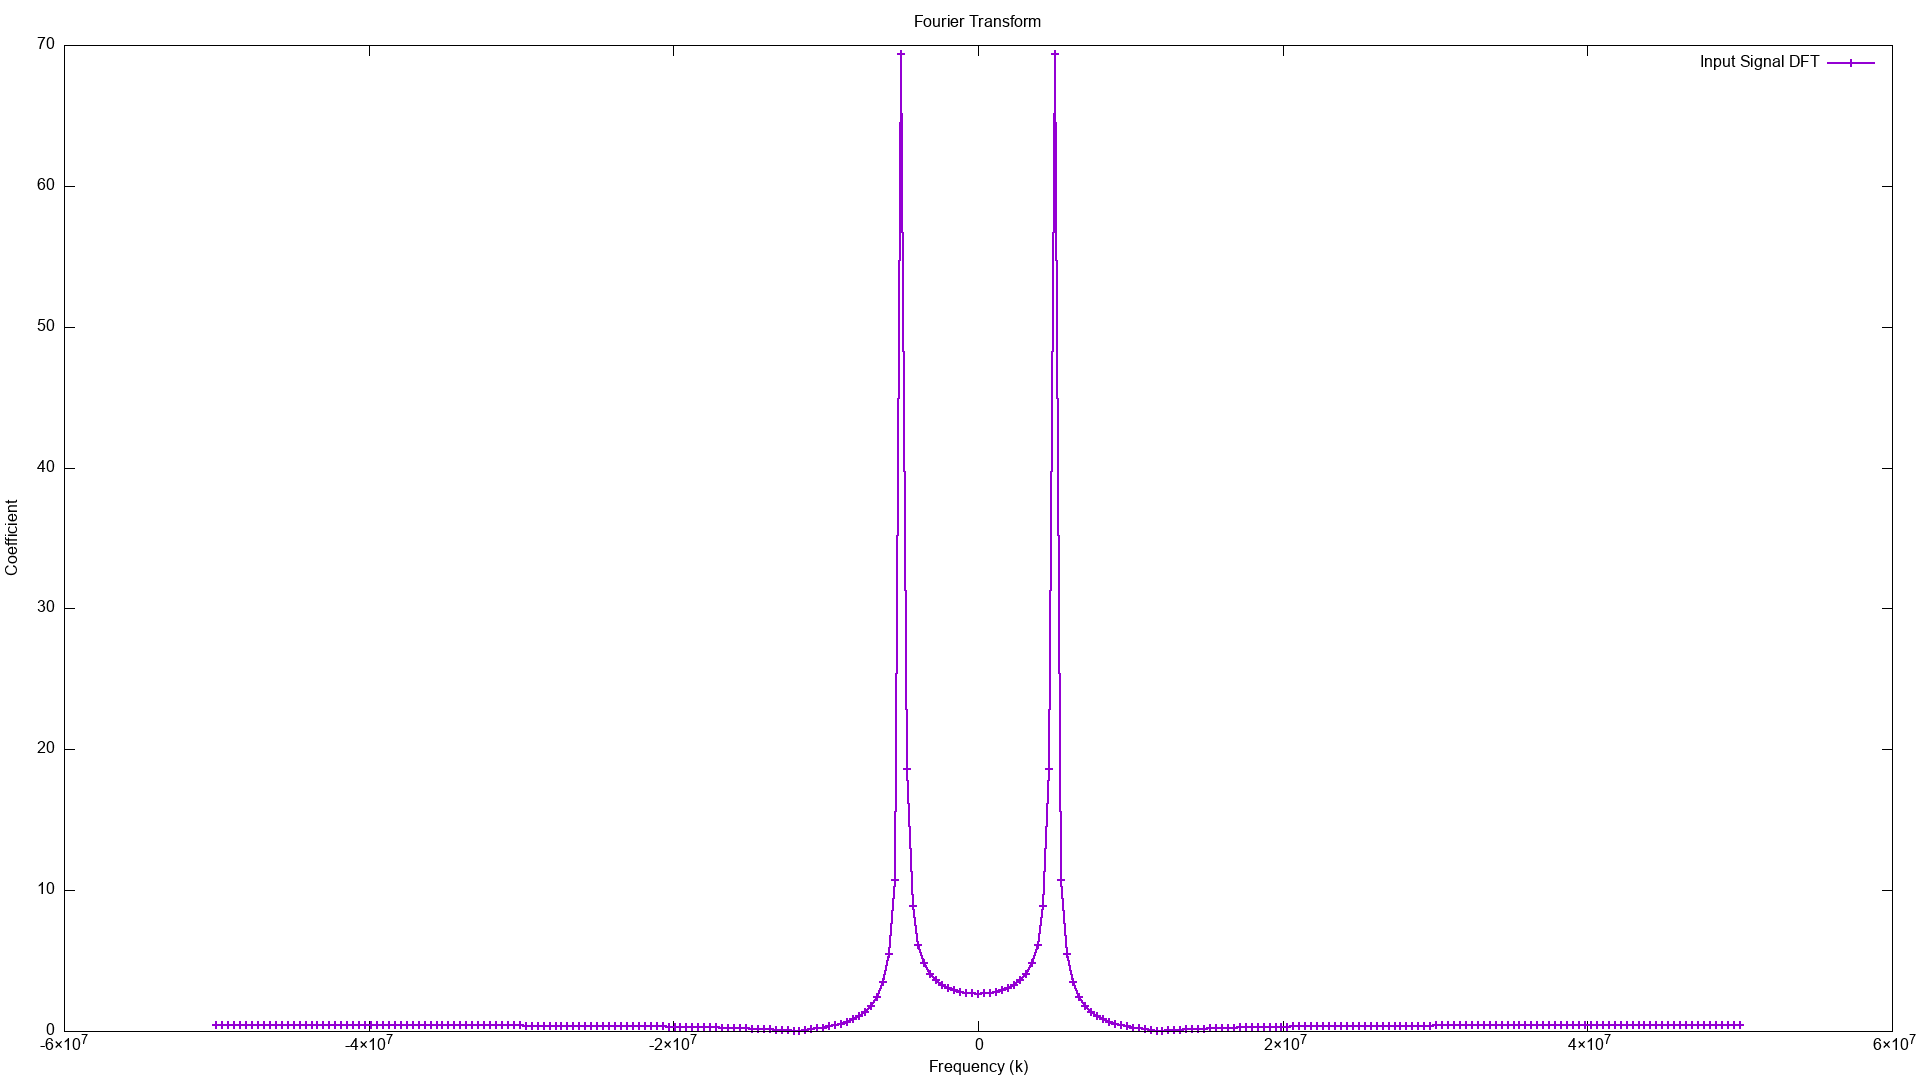 Fourier Transform
Input Signal DFT
70
60
50
40
30
20
10
0
Coefficient
-6×10⁷ -4×10⁷ -2×10⁷ 0 2×10⁷ 4×10⁷ 6×10⁷
Frequency (k)